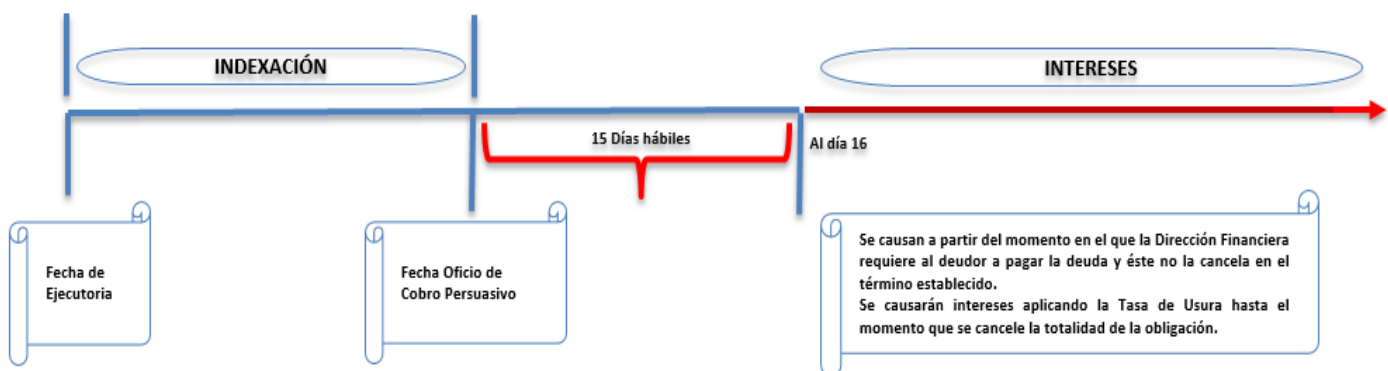 INDEXACIÓN
INTERESES
15 Días hábiles
Al día 16
Fecha de
Ejecutoria
Fecha Oficio de
Cobro Persuasivo
Se causan a partir del momento en el que la Dirección Financiera
requiere al deudor a pagar la deuda y éste no la cancela en el
término establecido.
Se causarán intereses aplicando la Tasa de Usura hasta el
momento que se cancele la totalidad de la obligación.